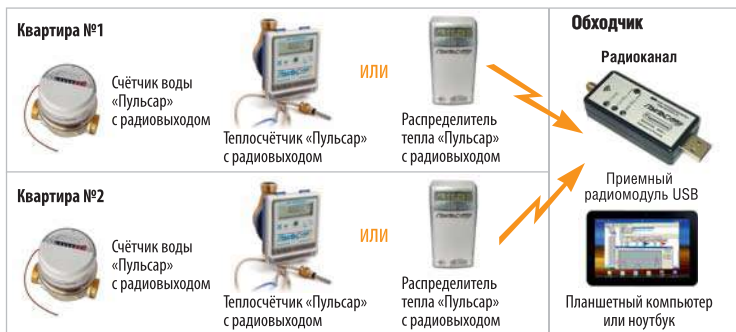 Квартира №1
Счётчик воды
«Пульсар»
с радиовыходом
Теплосчётчик «Пульсар»
с радиовыходом
ИЛИ
Распределитель
тепла «Пульсар»
с радиовыходом
Квартира №2
Счётчик воды
«Пульсар»
с радиовыходом
Теплосчётчик «Пульсар»
с радиовыходом
ИЛИ
Распределитель
тепла «Пульсар»
с радиовыходом
Обходчик
Радиоканал
ПУЛЬСАР
Приемный
радиомодуль USB
Планшетный компьютер
или ноутбук